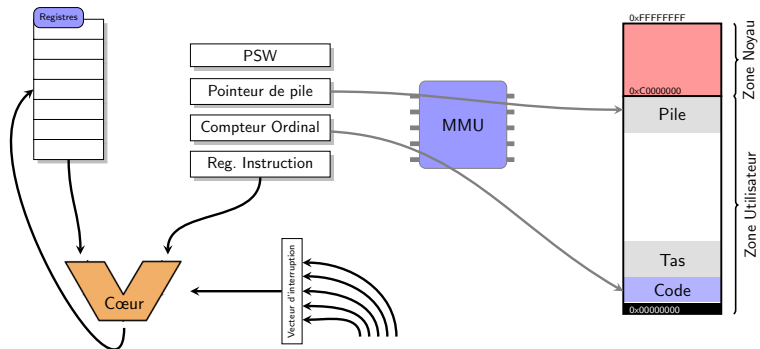 Registres
PSW
Pointeur de pile
Compteur Ordinal
Reg. Instruction
MMU
Cœur
Vecteur d'interruption
0xFFFFFFFF
0xC0000000
Pile
Tas
Code
0x00000000
Zone Noyau
Zone Utilisateur